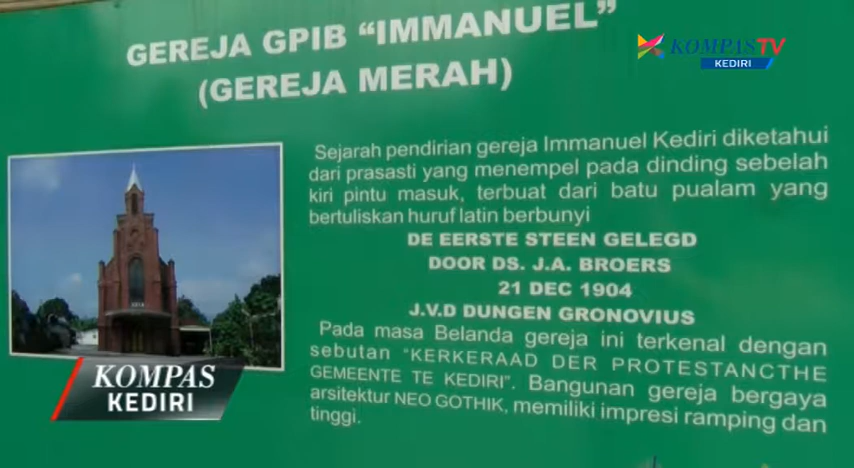 GEREJA GPIB “IMMANUEL”
(GEREJA MERAH)
KOMPASTV
KEDIRI
Sejarah pendirian gereja Immanuel Kediri diketahui
dari prasasti yang menempel pada dinding sebelah
kiri pintu masuk, terbuat dari batu pualam yang
bertuliskan huruf latin berbunyi
DE EERSTE STEEN GELEGD
DOOR DS. J.A. BROERS
21 DEC 1904
J.V.D DUNGEN GRONOVIUS
Pada masa Belanda gereja ini terkenal dengan
sebutan “KERKERAAD DER PROTESTANCTHE
GEMEENTE TE KEDIRI”. Bangunan gereja bergaya
arsitektur NEO GOTHIK, memiliki impresi ramping dan
tinggi.
KOMPAS
KEDIRI